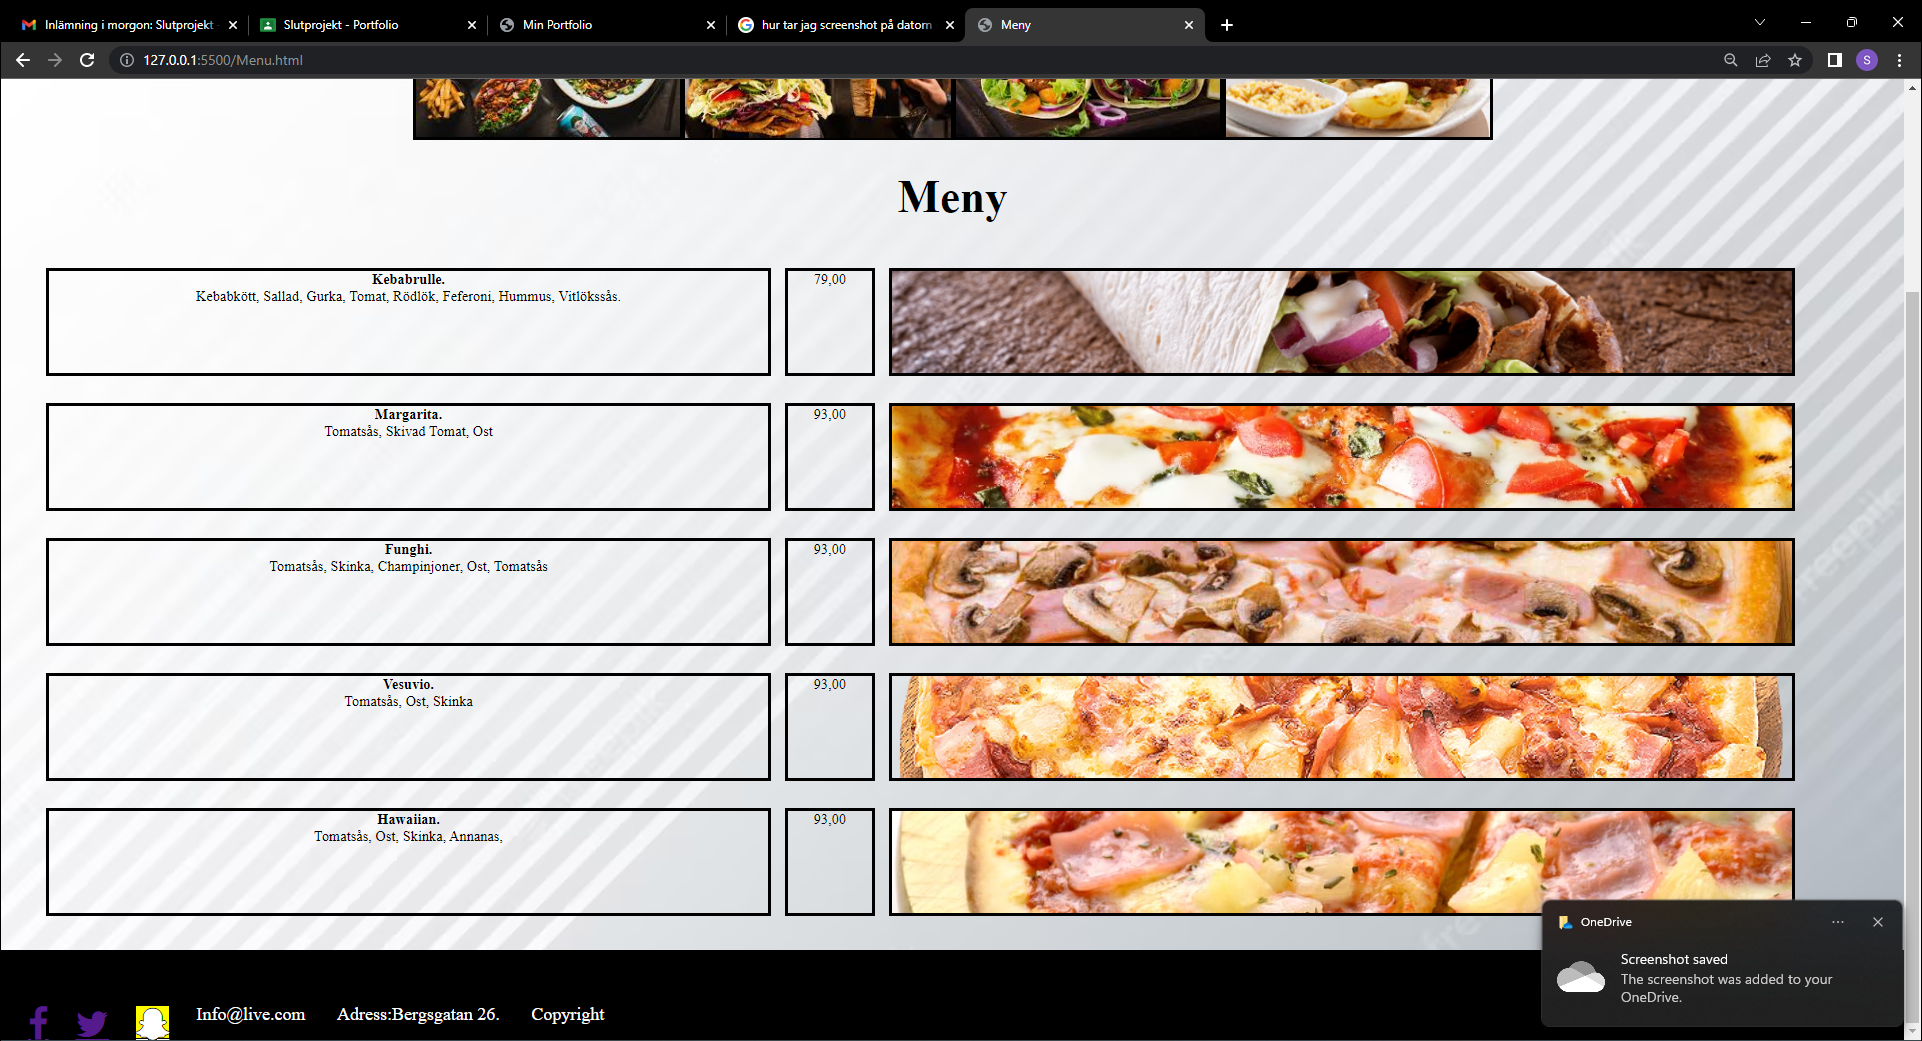 Inlämning i morgon: Slutprojekt -
Slutprojekt - Portfolio
Min Portfolio
hur tar jag screenshot på datorn
Meny
127.0.0.1:5500/Menu.html
S
Meny
Kebabrulle.
Kebabkött, Sallad, Gurka, Tomat, Rödlök, Feferoni, Hummus, Vitlökssås.
79,00
Margarita.
Tomatsås, Skivad Tomat, Ost
93,00
Funghi.
Tomatsås, Skinka, Champinjoner, Ost, Tomatsås
93,00
Vesuvio.
Tomatsås, Ost, Skinka
93,00
Hawaiian.
Tomatsås, Ost, Skinka, Annanas,
93,00
freepik
OneDrive
Screenshot saved
The screenshot was added to your
OneDrive.
Info@live.com Adress:Bergsgatan 26. Copyright